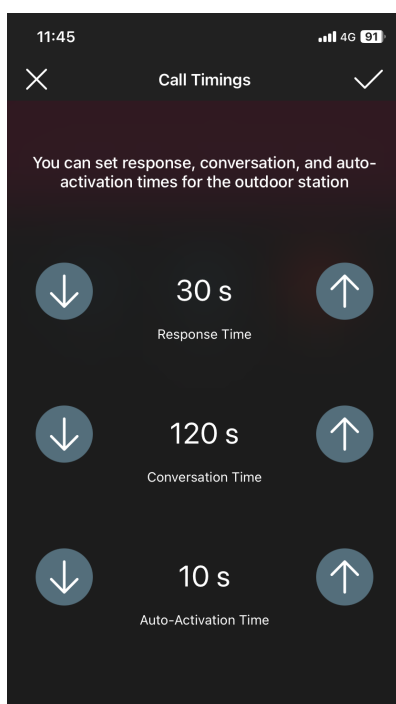 11:45
4G 91
Call Timings
You can set response, conversation, and auto-
activation times for the outdoor station
30 s
Response Time
120 s
Conversation Time
10 s
Auto-Activation Time